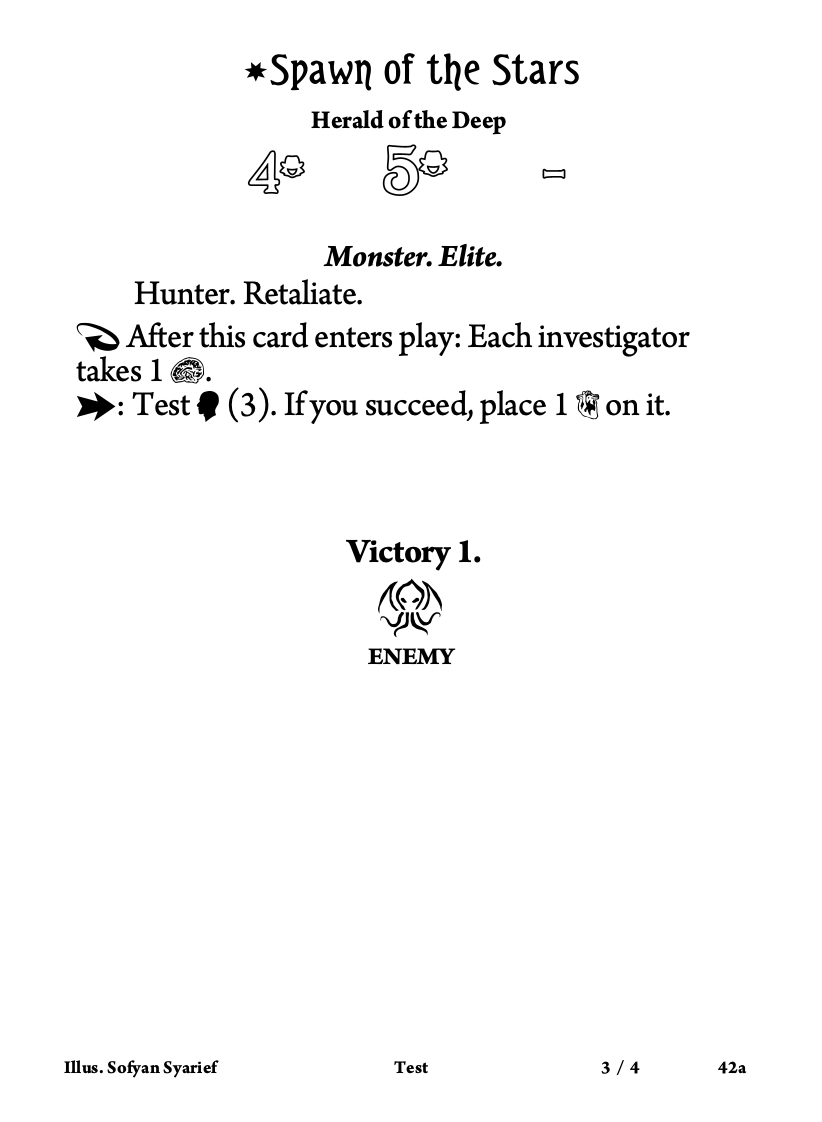 Spawn of the Stars
Herald of the Deep
4 5 –
Monster. Elite.
Hunter. Retaliate.
After this card enters play: Each investigator
takes 1 .
: Test (3). If you succeed, place 1 on it.
Victory 1.
ENEMY
Illus. Sofyan Syarief Test 3 / 4 42a